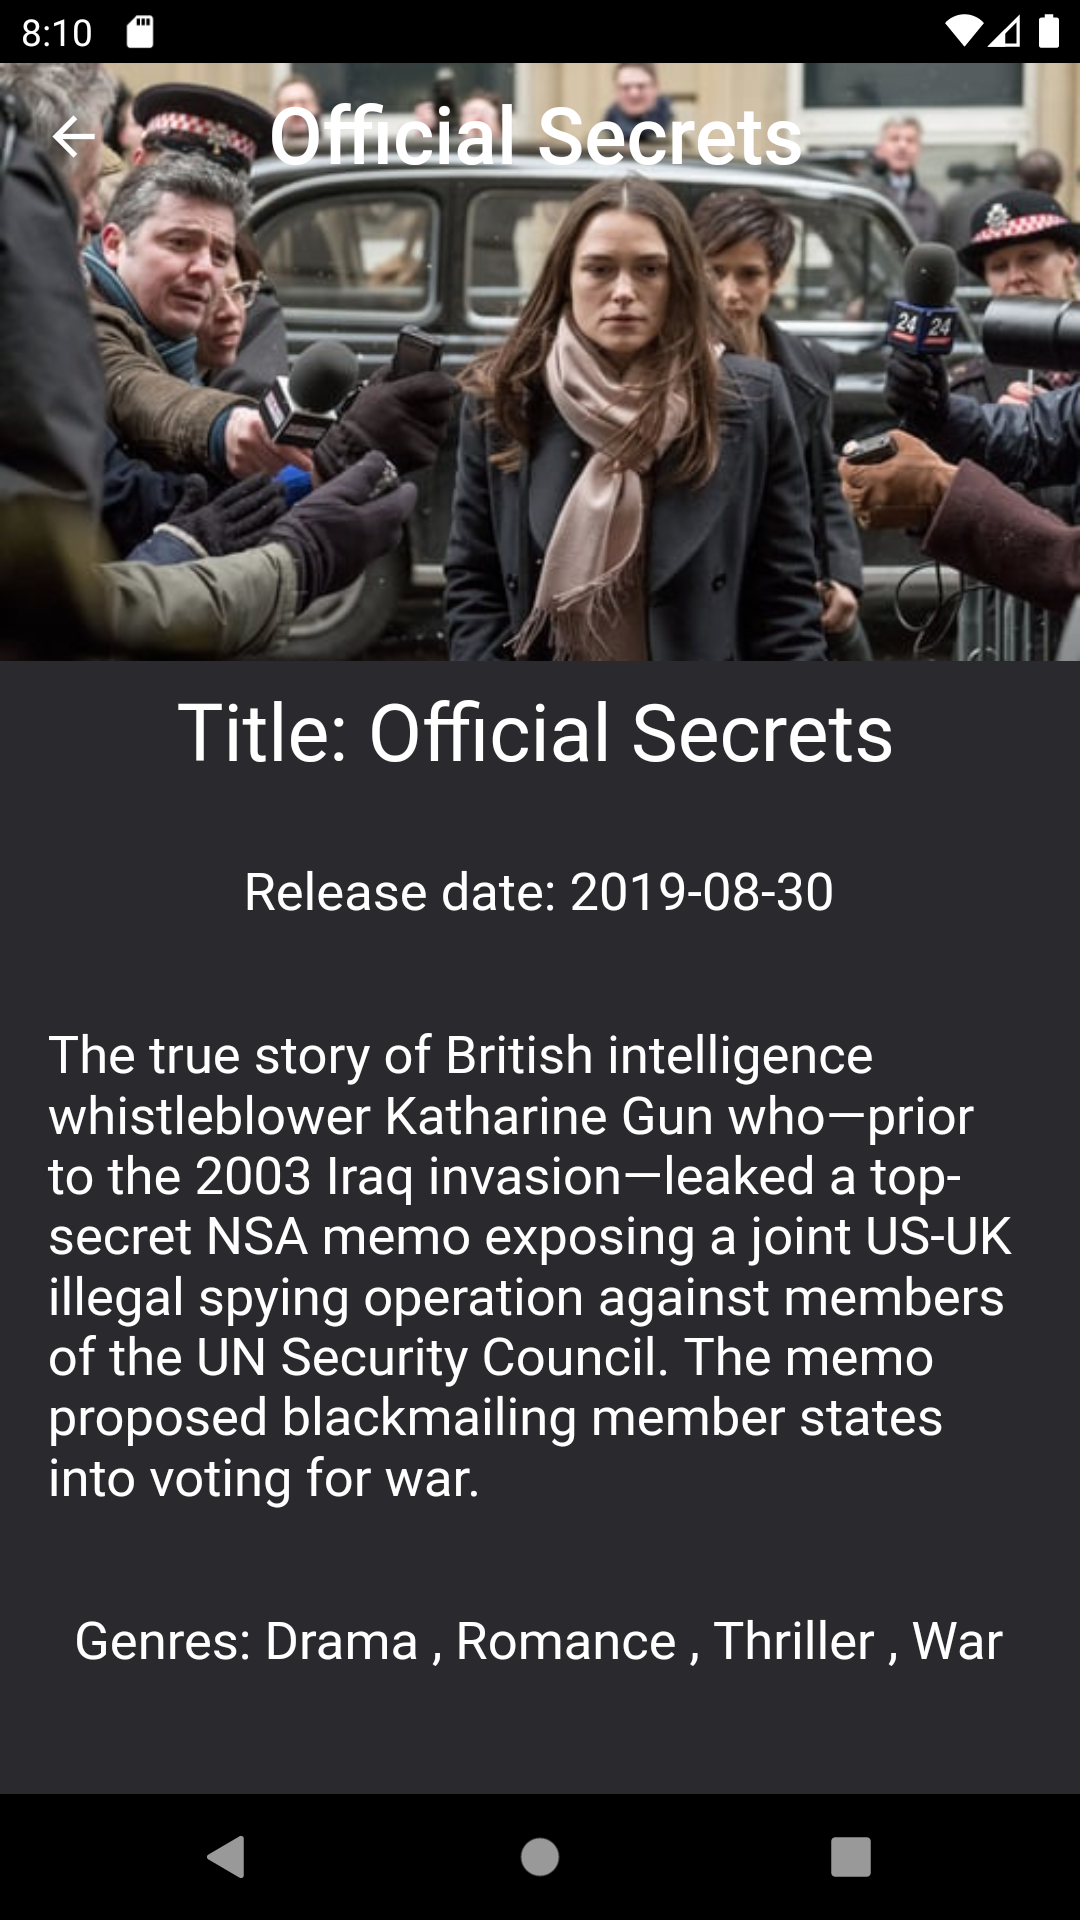 8:10
Official Secrets
24 24
Title: Official Secrets
Release date: 2019-08-30
The true story of British intelligence
whistleblower Katharine Gun who—prior
to the 2003 Iraq invasion—leaked a top-
secret NSA memo exposing a joint US-UK
illegal spying operation against members
of the UN Security Council. The memo
proposed blackmailing member states
into voting for war.
Genres: Drama , Romance , Thriller , War